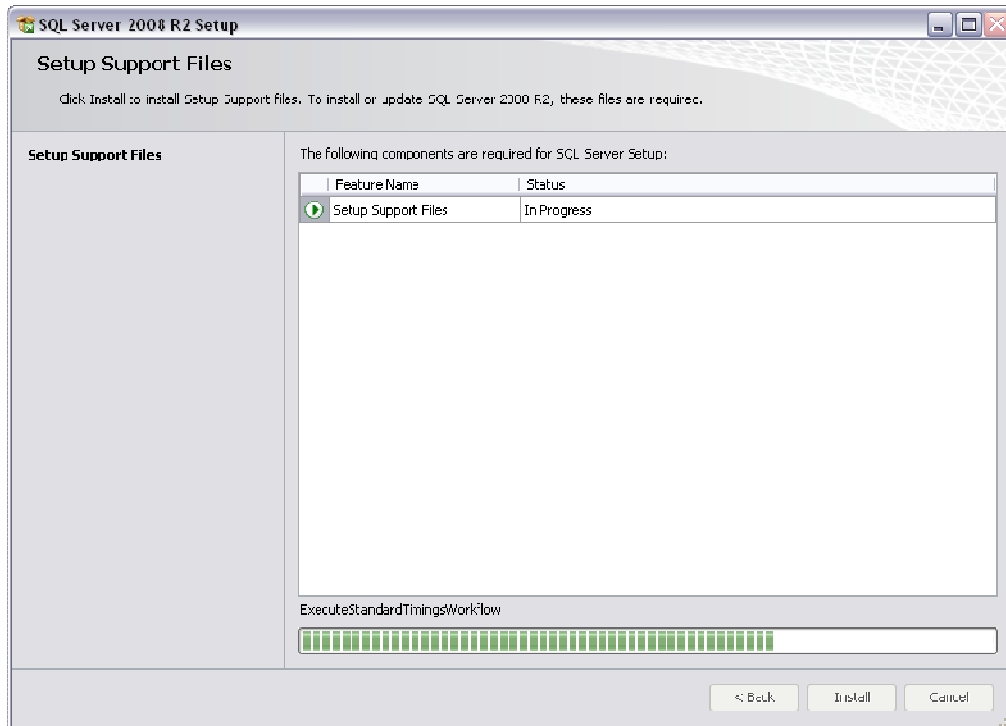 SQL Server 2008 R2 Setup
Setup Support Files
Click Install to install Setup Support files. To install or update SQL Server 2008 R2, these files are required.
Setup Support Files
The following components are required for SQL Server Setup:
Feature Name Status
Setup Support Files In Progress
ExecuteStandardTimingsWorkflow
< Back Install Cancel